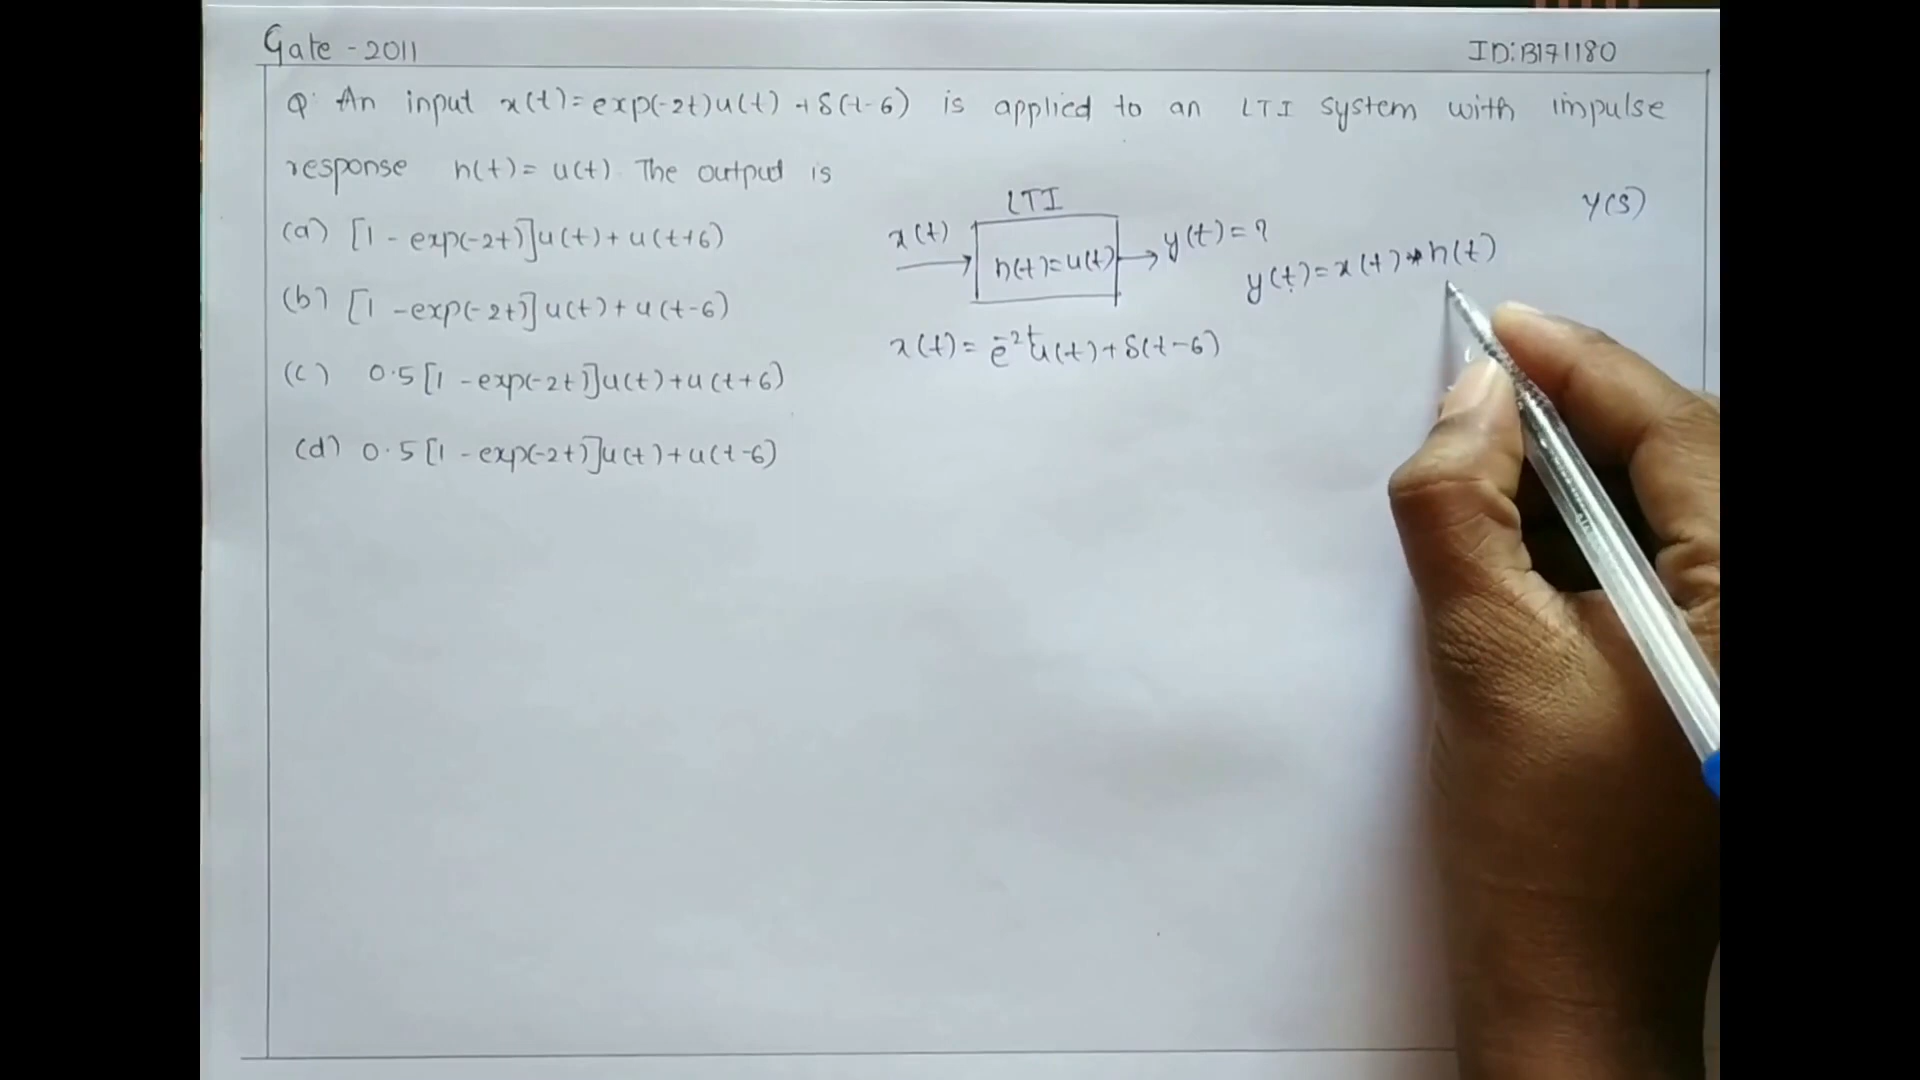 Gate - 2011
ID:B171180
Q. An input x(t)=exp(-2t)u(t)+δ(t-6) is applied to an LTI system with impulse
response h(t)=u(t). The output is
(a) [1-exp(-2t)]u(t)+u(t+6)
(b) [1-exp(-2t)]u(t)+u(t-6)
(c) 0.5[1-exp(-2t)]u(t)+u(t+6)
(d) 0.5[1-exp(-2t)]u(t)+u(t-6)
LTI
x(t)
h(t)=u(t)
y(t)=?
y(t)=x(t)*h(t)
Y(S)
x(t)=e^-2t u(t)+δ(t-6)